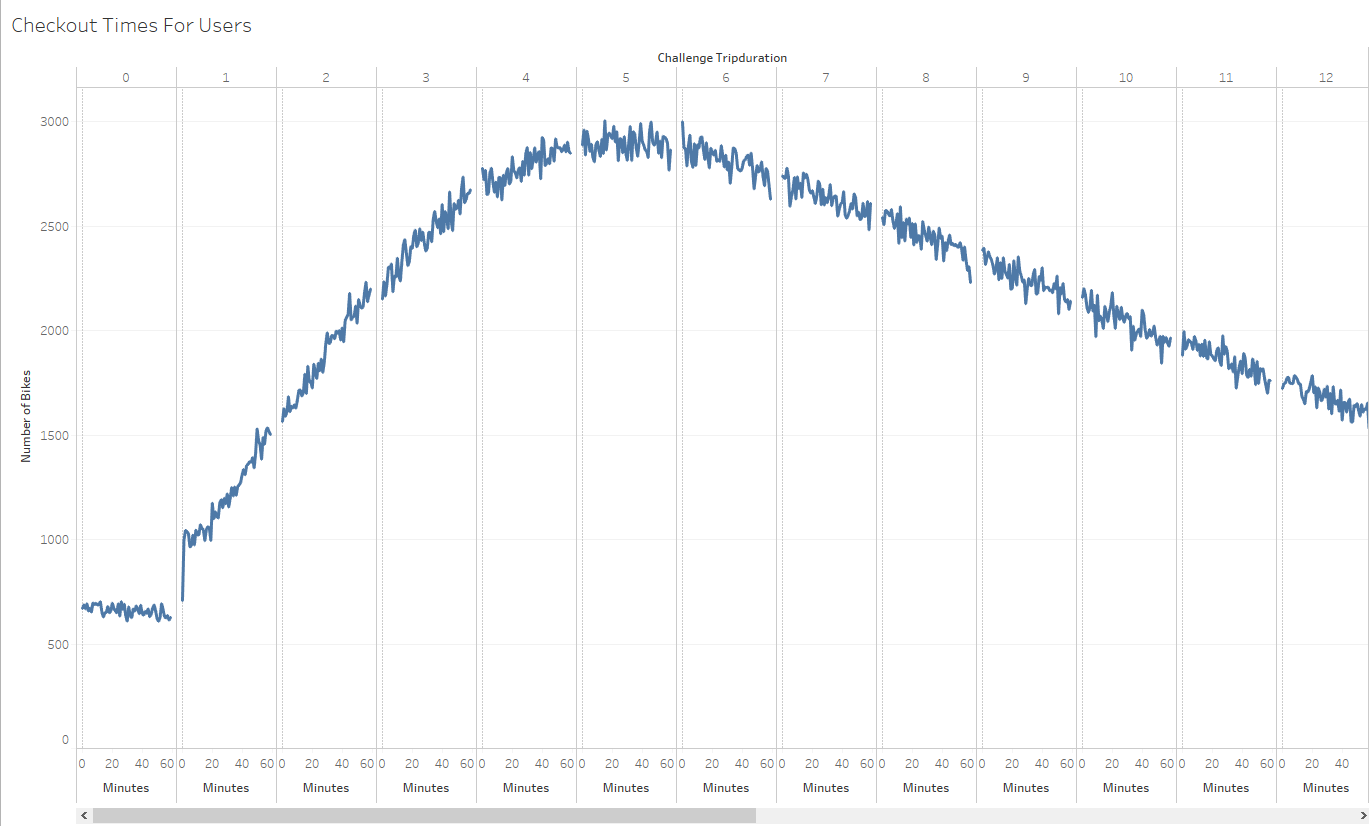 Checkout Times For Users
Challenge Tripduration
0 1 2 3 4 5 6 7 8 9 10 11 12
3000
2500
2000
1500
1000
500
0
Number of Bikes
0 20 40 60 0 20 40 60 0 20 40 60 0 20 40 60 0 20 40 60 0 20 40 60 0 20 40 60 0 20 40 60 0 20 40 60 0 20 40 60 0 20 40 60 0 20 40 60 0 20 40
Minutes Minutes Minutes Minutes Minutes Minutes Minutes Minutes Minutes Minutes Minutes Minutes Minutes